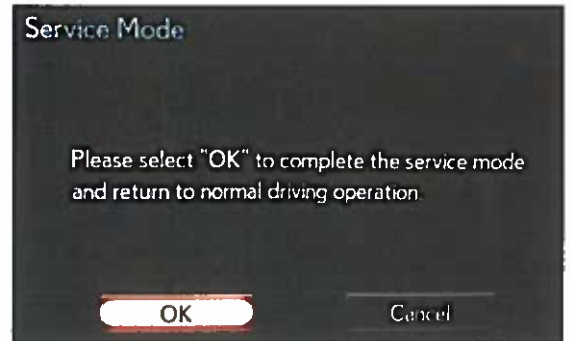 Service Mode
Please select "OK" to complete the service mode
and return to normal driving operation.
OK
Cancel